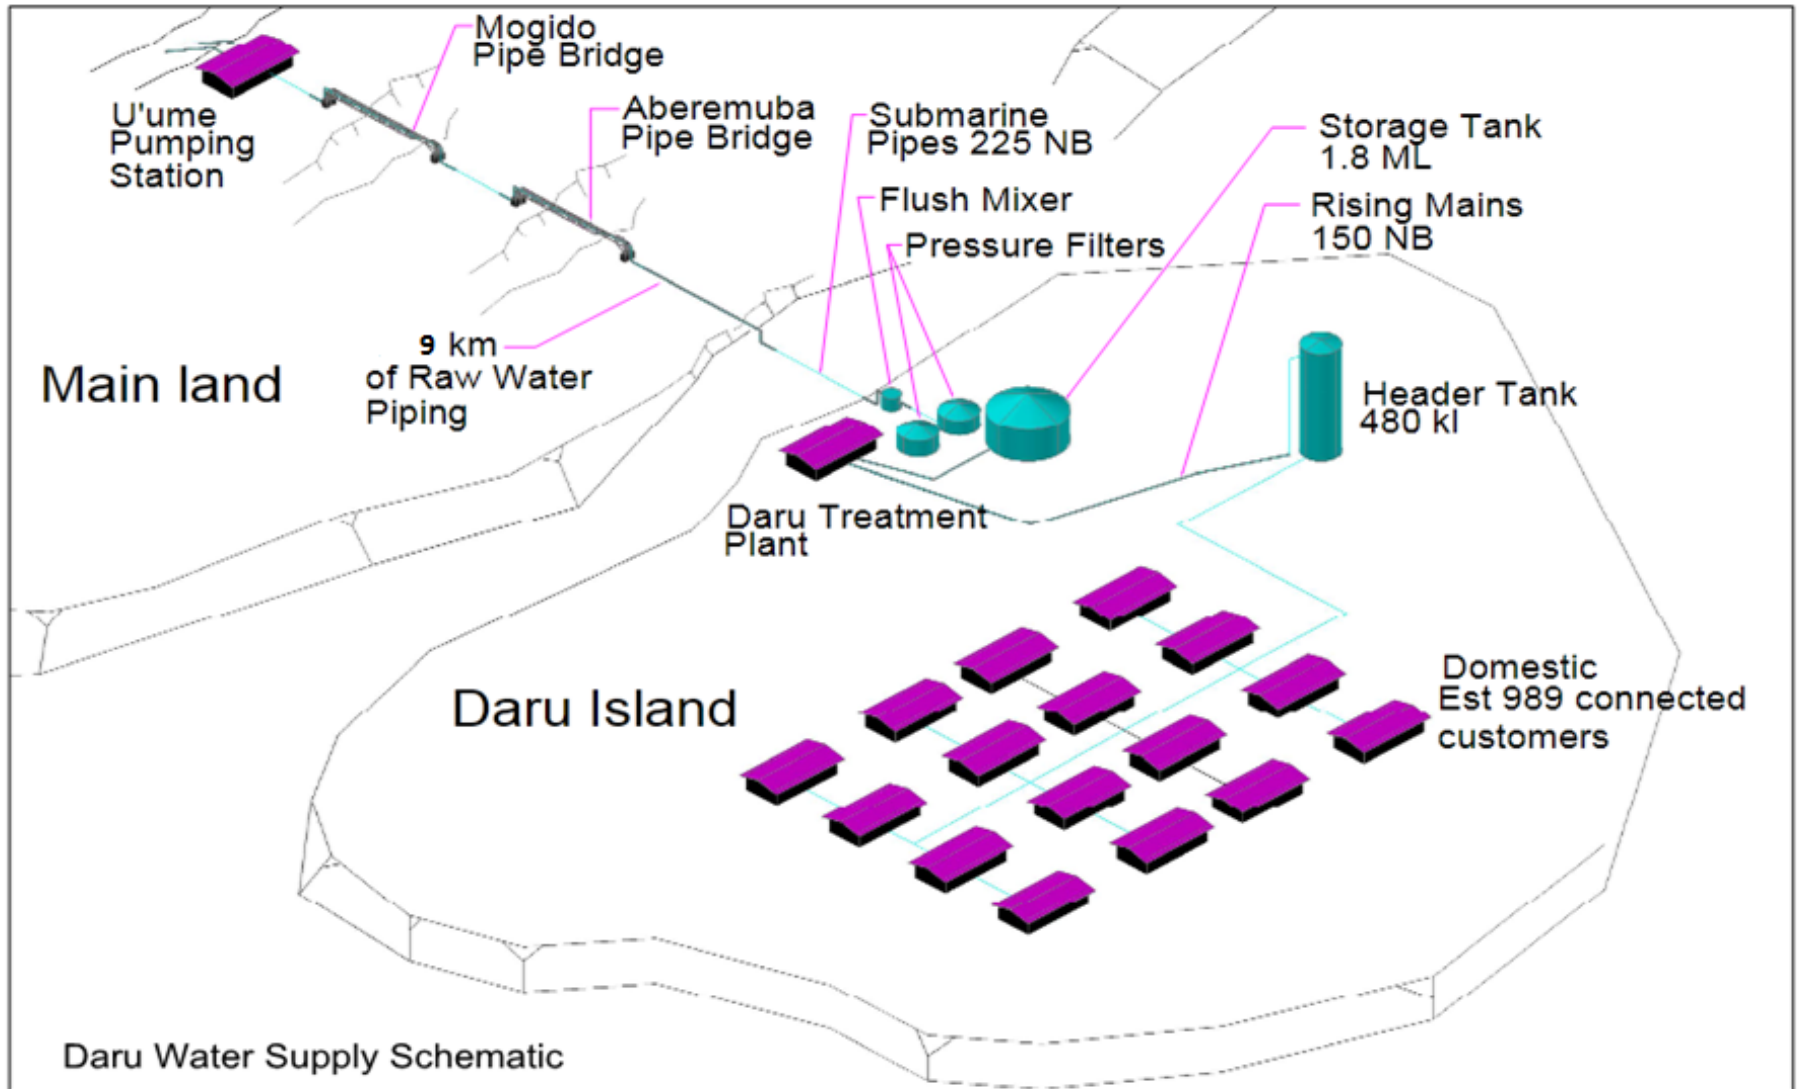 Mogido
Pipe Bridge
U'ume
Pumping
Station
Aberemuba
Pipe Bridge
Submarine
Pipes 225 NB
Storage Tank
1.8 ML
Flush Mixer
Rising Mains
150 NB
Pressure Filters
9 km
of Raw Water
Piping
Main land
Header Tank
480 kl
Daru Treatment
Plant
Daru Island
Domestic
Est 989 connected
customers
Daru Water Supply Schematic